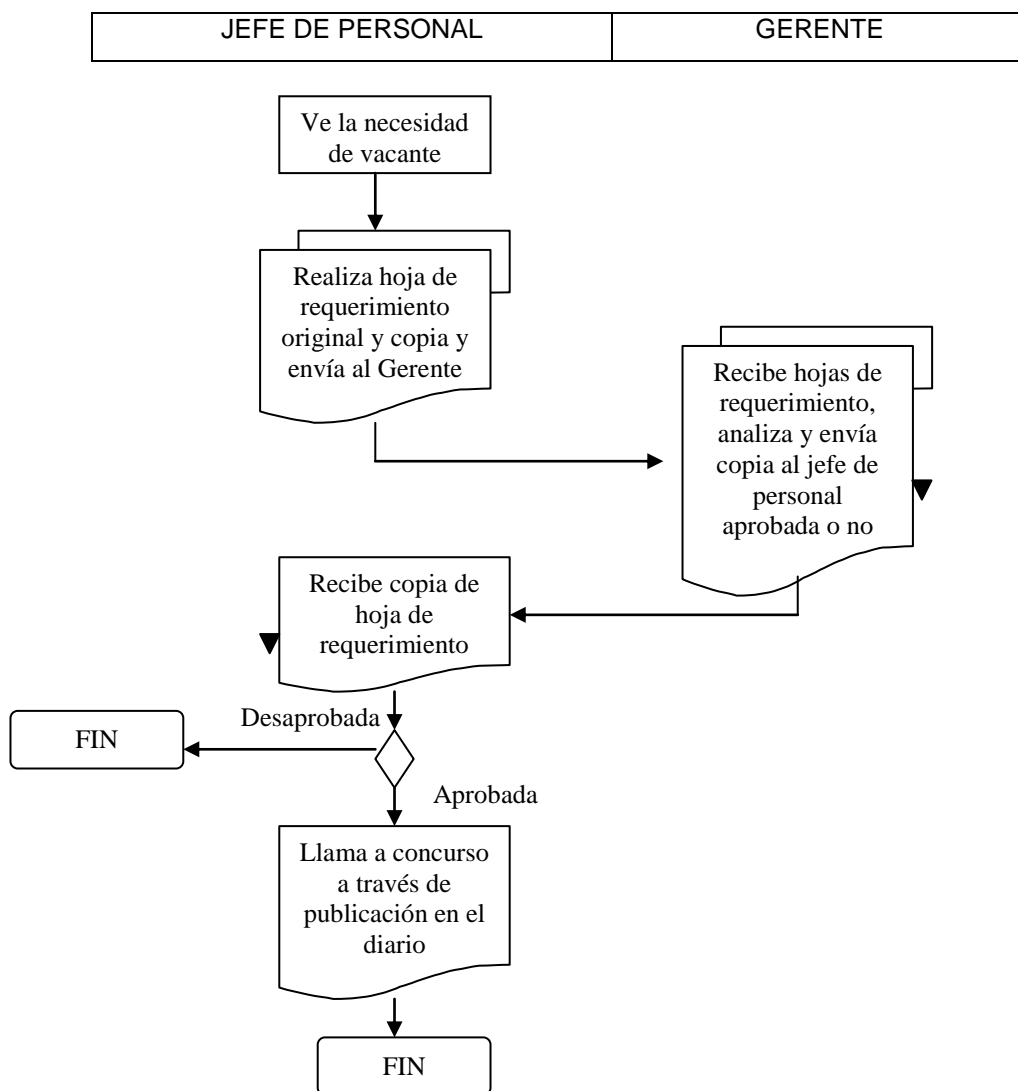 JEFE DE PERSONAL
GERENTE
Ve la necesidad
de vacante
Realiza hoja de
requerimiento
original y copia y
envía al Gerente
Recibe hojas de
requerimiento,
analiza y envía
copia al jefe de
personal
aprobada o no
Recibe copia de
hoja de
requerimiento
Desaprobada
FIN
Aprobada
Llama a concurso
a través de
publicación en el
diario
FIN